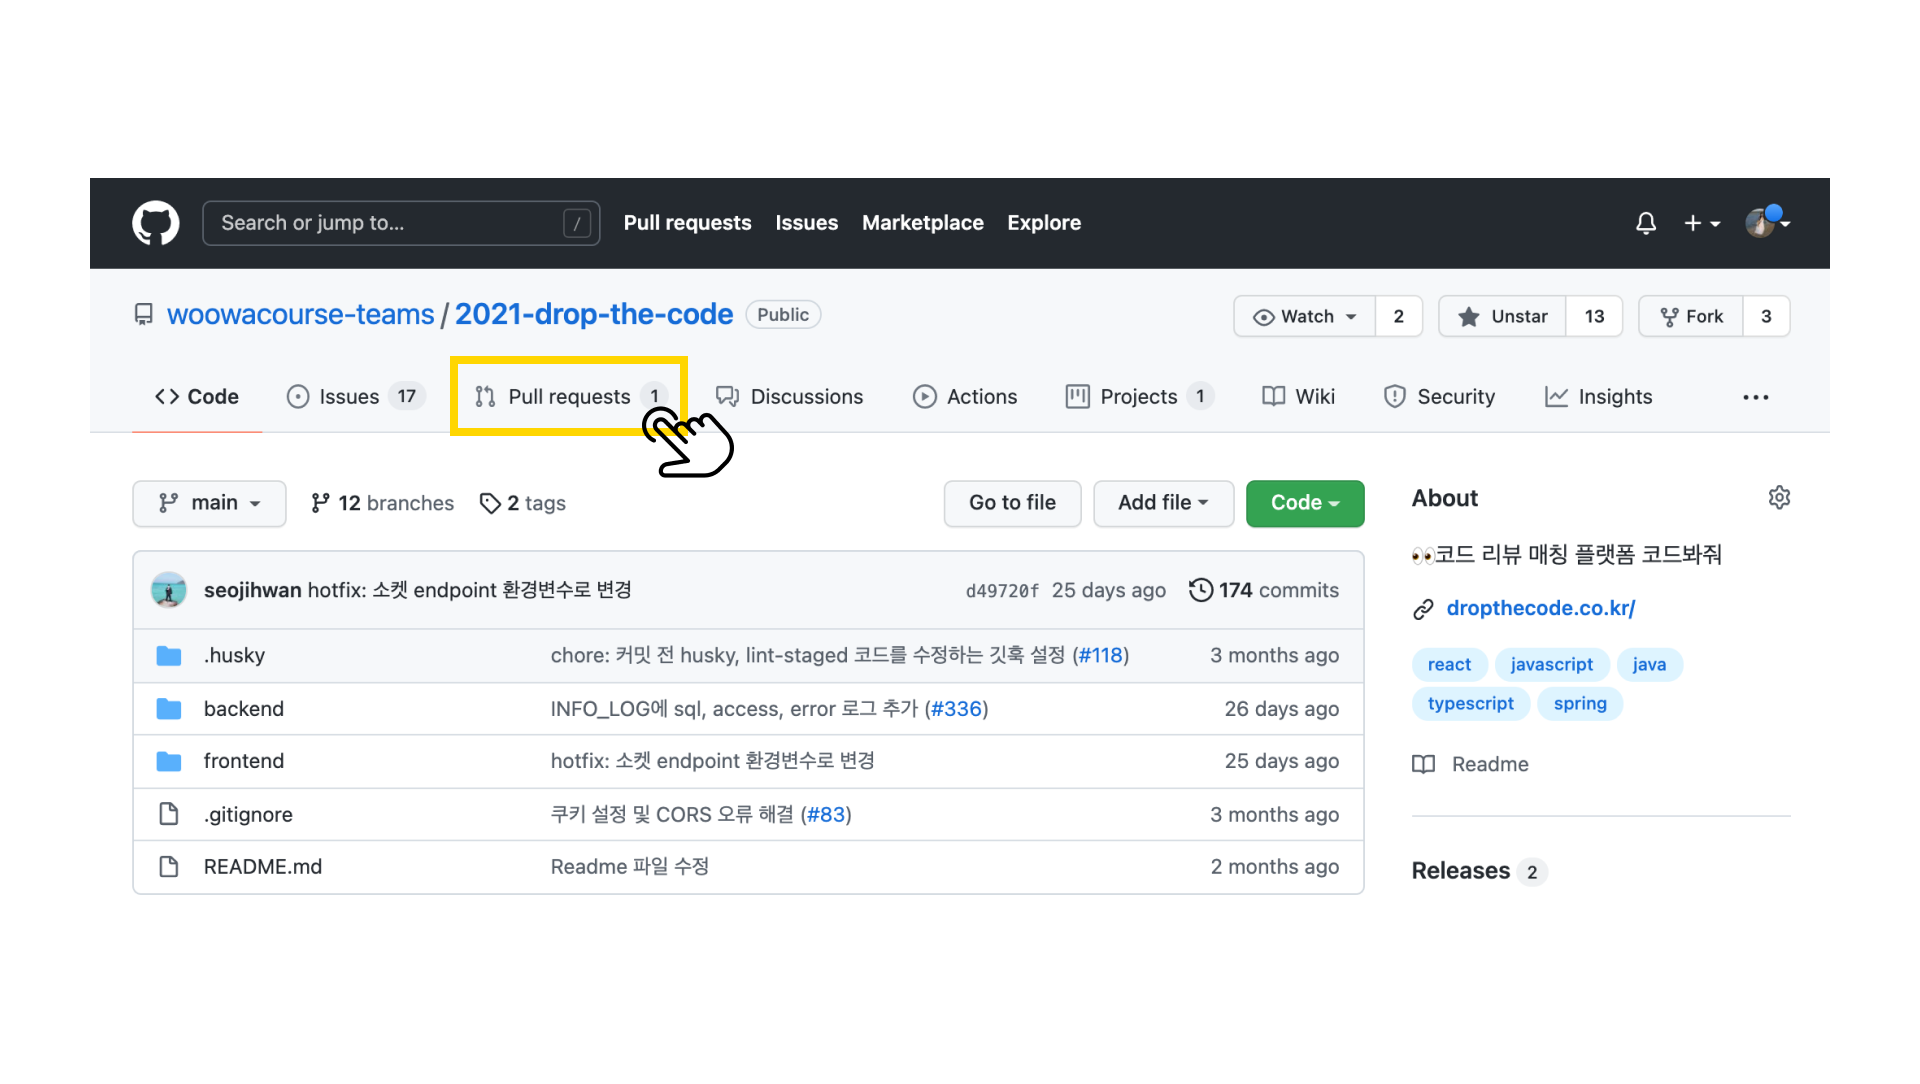 Search or jump to... / Pull requests Issues Marketplace Explore
woowacourse-teams / 2021-drop-the-code Public Watch 2 Unstar 13 Fork 3
Code Issues 17 Pull requests 1 Discussions Actions Projects 1 Wiki Security Insights ...
main 12 branches 2 tags Go to file Add file Code
seojihwan hotfix: 소켓 endpoint 환경변수로 변경 d49720f 25 days ago 174 commits
.husky chore: 커밋 전 husky, lint-staged 코드를 수정하는 깃훅 설정 (#118) 3 months ago
backend INFO_LOG에 sql, access, error 로그 추가 (#336) 26 days ago
frontend hotfix: 소켓 endpoint 환경변수로 변경 25 days ago
.gitignore 쿠키 설정 및 CORS 오류 해결 (#83) 3 months ago
README.md Readme 파일 수정 2 months ago
About
👀코드 리뷰 매칭 플랫폼 코드봐줘
dropthecode.co.kr/
react javascript java
typescript spring
Readme
Releases 2